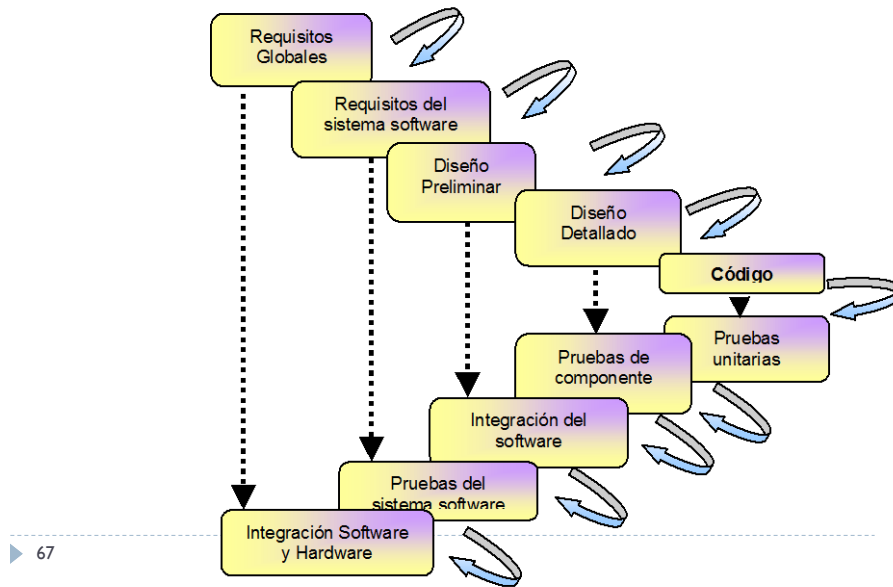 Requisitos
Globales
Requisitos del
sistema software
Diseño
Preliminar
Diseño
Detallado
Código
Pruebas
unitarias
Pruebas de
componente
Integración del
software
Pruebas del
sistema software
Integración Software
y Hardware
67